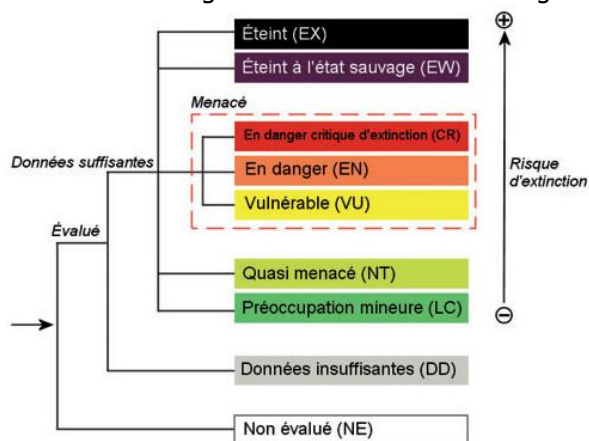 Éteint (EX)
Éteint à l'état sauvage (EW)
Menacé
En danger critique d'extinction (CR)
Données suffisantes
En danger (EN)
Risque
d'extinction
Vulnérable (VU)
Évalué
Quasi menacé (NT)
Préoccupation mineure (LC)
Données insuffisantes (DD)
Non évalué (NE)